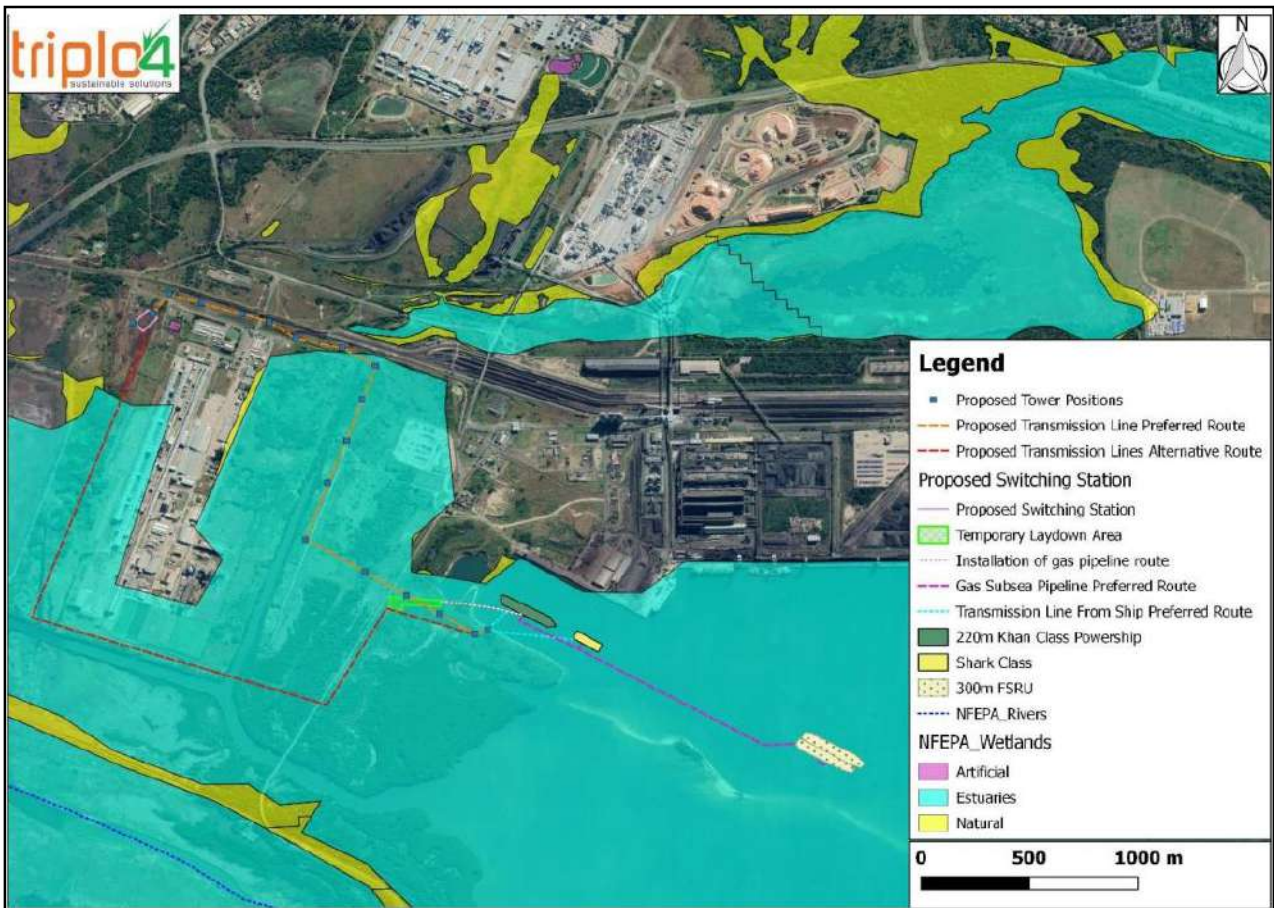 triplo4
sustainable solutions
N
Legend
Proposed Tower Positions
Proposed Transmission Line Preferred Route
Proposed Transmission Lines Alternative Route
Proposed Switching Station
Proposed Switching Station
Temporary Laydown Area
Installation of gas pipeline route
Gas Subsea Pipeline Preferred Route
Transmission Line From Ship Preferred Route
220m Khan Class Powership
Shark Class
300m FSRU
NFEPA_Rivers
NFEPA_Wetlands
Artificial
Estuaries
Natural
0 500 1000 m